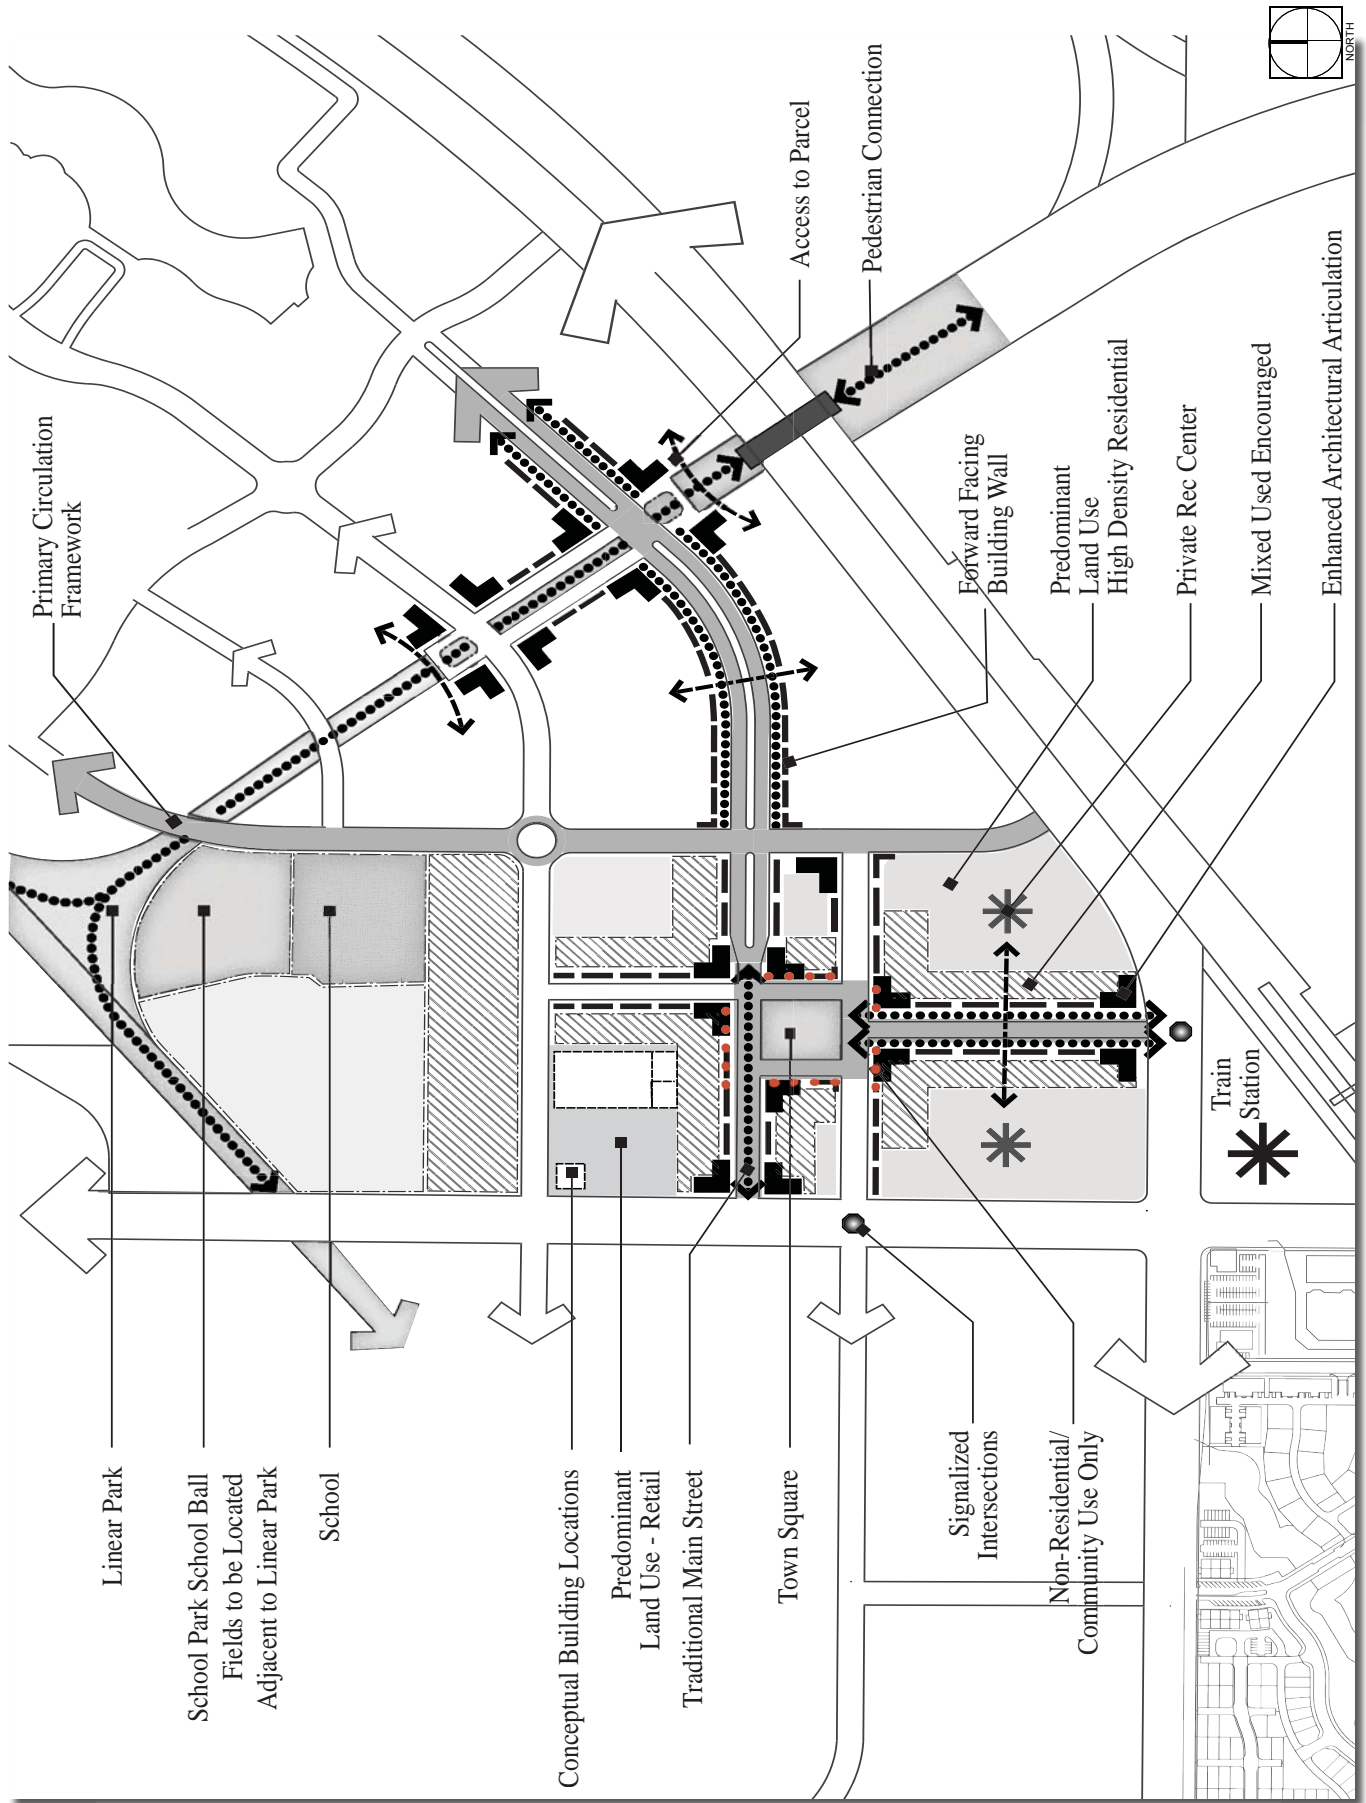 NORTH
Primary Circulation
Framework
Access to Parcel
Pedestrian Connection
Forward Facing
Building Wall
Predominant
Land Use
High Density Residential
Private Rec Center
Mixed Used Encouraged
Enhanced Architectural Articulation
Train
Station
Linear Park
School Park School Ball
Fields to be Located
Adjacent to Linear Park
School
Conceptual Building Locations
Predominant
Land Use - Retail
Traditional Main Street
Town Square
Signalized
Intersections
Non-Residential/
Community Use Only